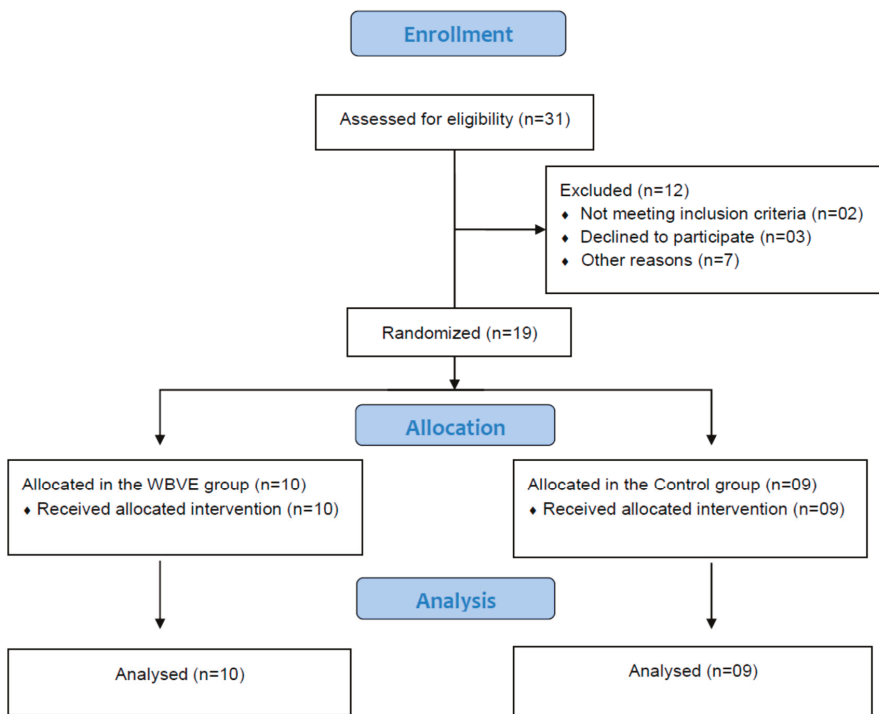 Enrollment
Assessed for eligibility (n=31)
Excluded (n=12)
♦ Not meeting inclusion criteria (n=02)
♦ Declined to participate (n=03)
♦ Other reasons (n=7)
Randomized (n=19)
Allocation
Allocated in the WBVE group (n=10)
♦ Received allocated intervention (n=10)
Allocated in the Control group (n=09)
♦ Received allocated intervention (n=09)
Analysis
Analysed (n=10)
Analysed (n=09)